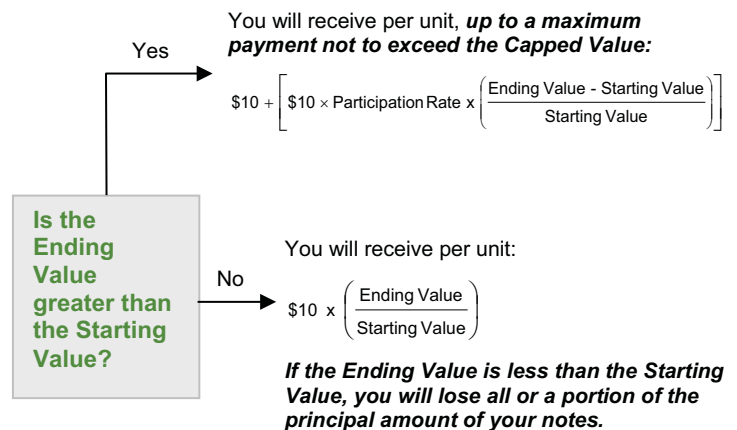 You will receive per unit, up to a maximum
payment not to exceed the Capped Value:
Yes
$10 + [ $10 × Participation Rate x ( Ending Value - Starting Value
Starting Value ) ]
Is the
Ending
Value
greater than
the Starting
Value?
No
You will receive per unit:
$10 x ( Ending Value
Starting Value )
If the Ending Value is less than the Starting
Value, you will lose all or a portion of the
principal amount of your notes.